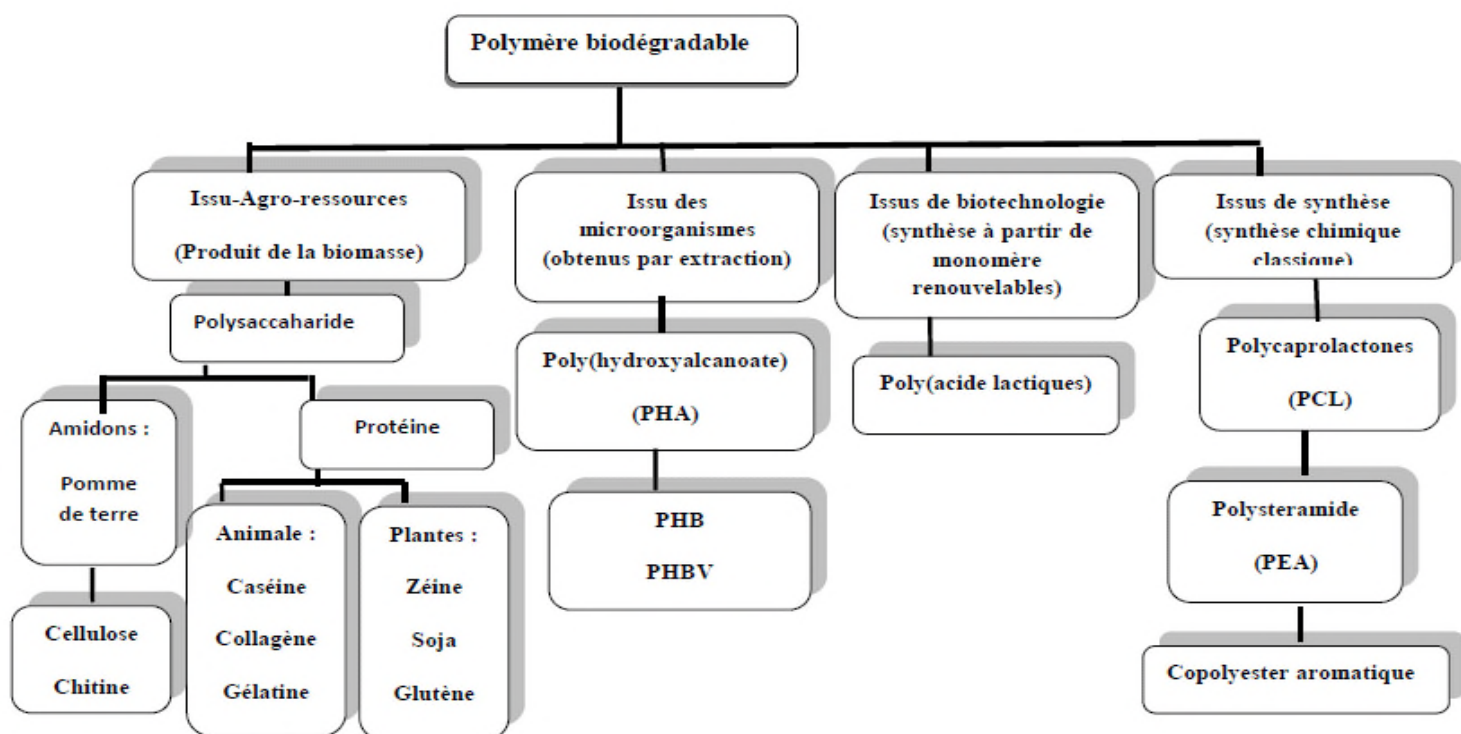 Polymère biodégradable
Issu-Agro-ressources
(Produit de la biomasse)
Issu des
microorganismes
(obtenus par extraction)
Issus de biotechnologie
(synthèse à partir de
monomère
renouvelables)
Issus de synthèse
(synthèse chimique
classique)
Polysaccaharide
Poly(hydroxyalcanoate)
(PHA)
Poly(acide lactiques)
Polycaprolactones
(PCL)
Amidons :
Pomme
de terre
Protéine
Animale :
Caséine
Collagène
Gélatine
Plantes :
Zéine
Soja
Glutène
PHB
PHBV
Polysteramide
(PEA)
Cellulose
Chitine
Copolyester aromatique